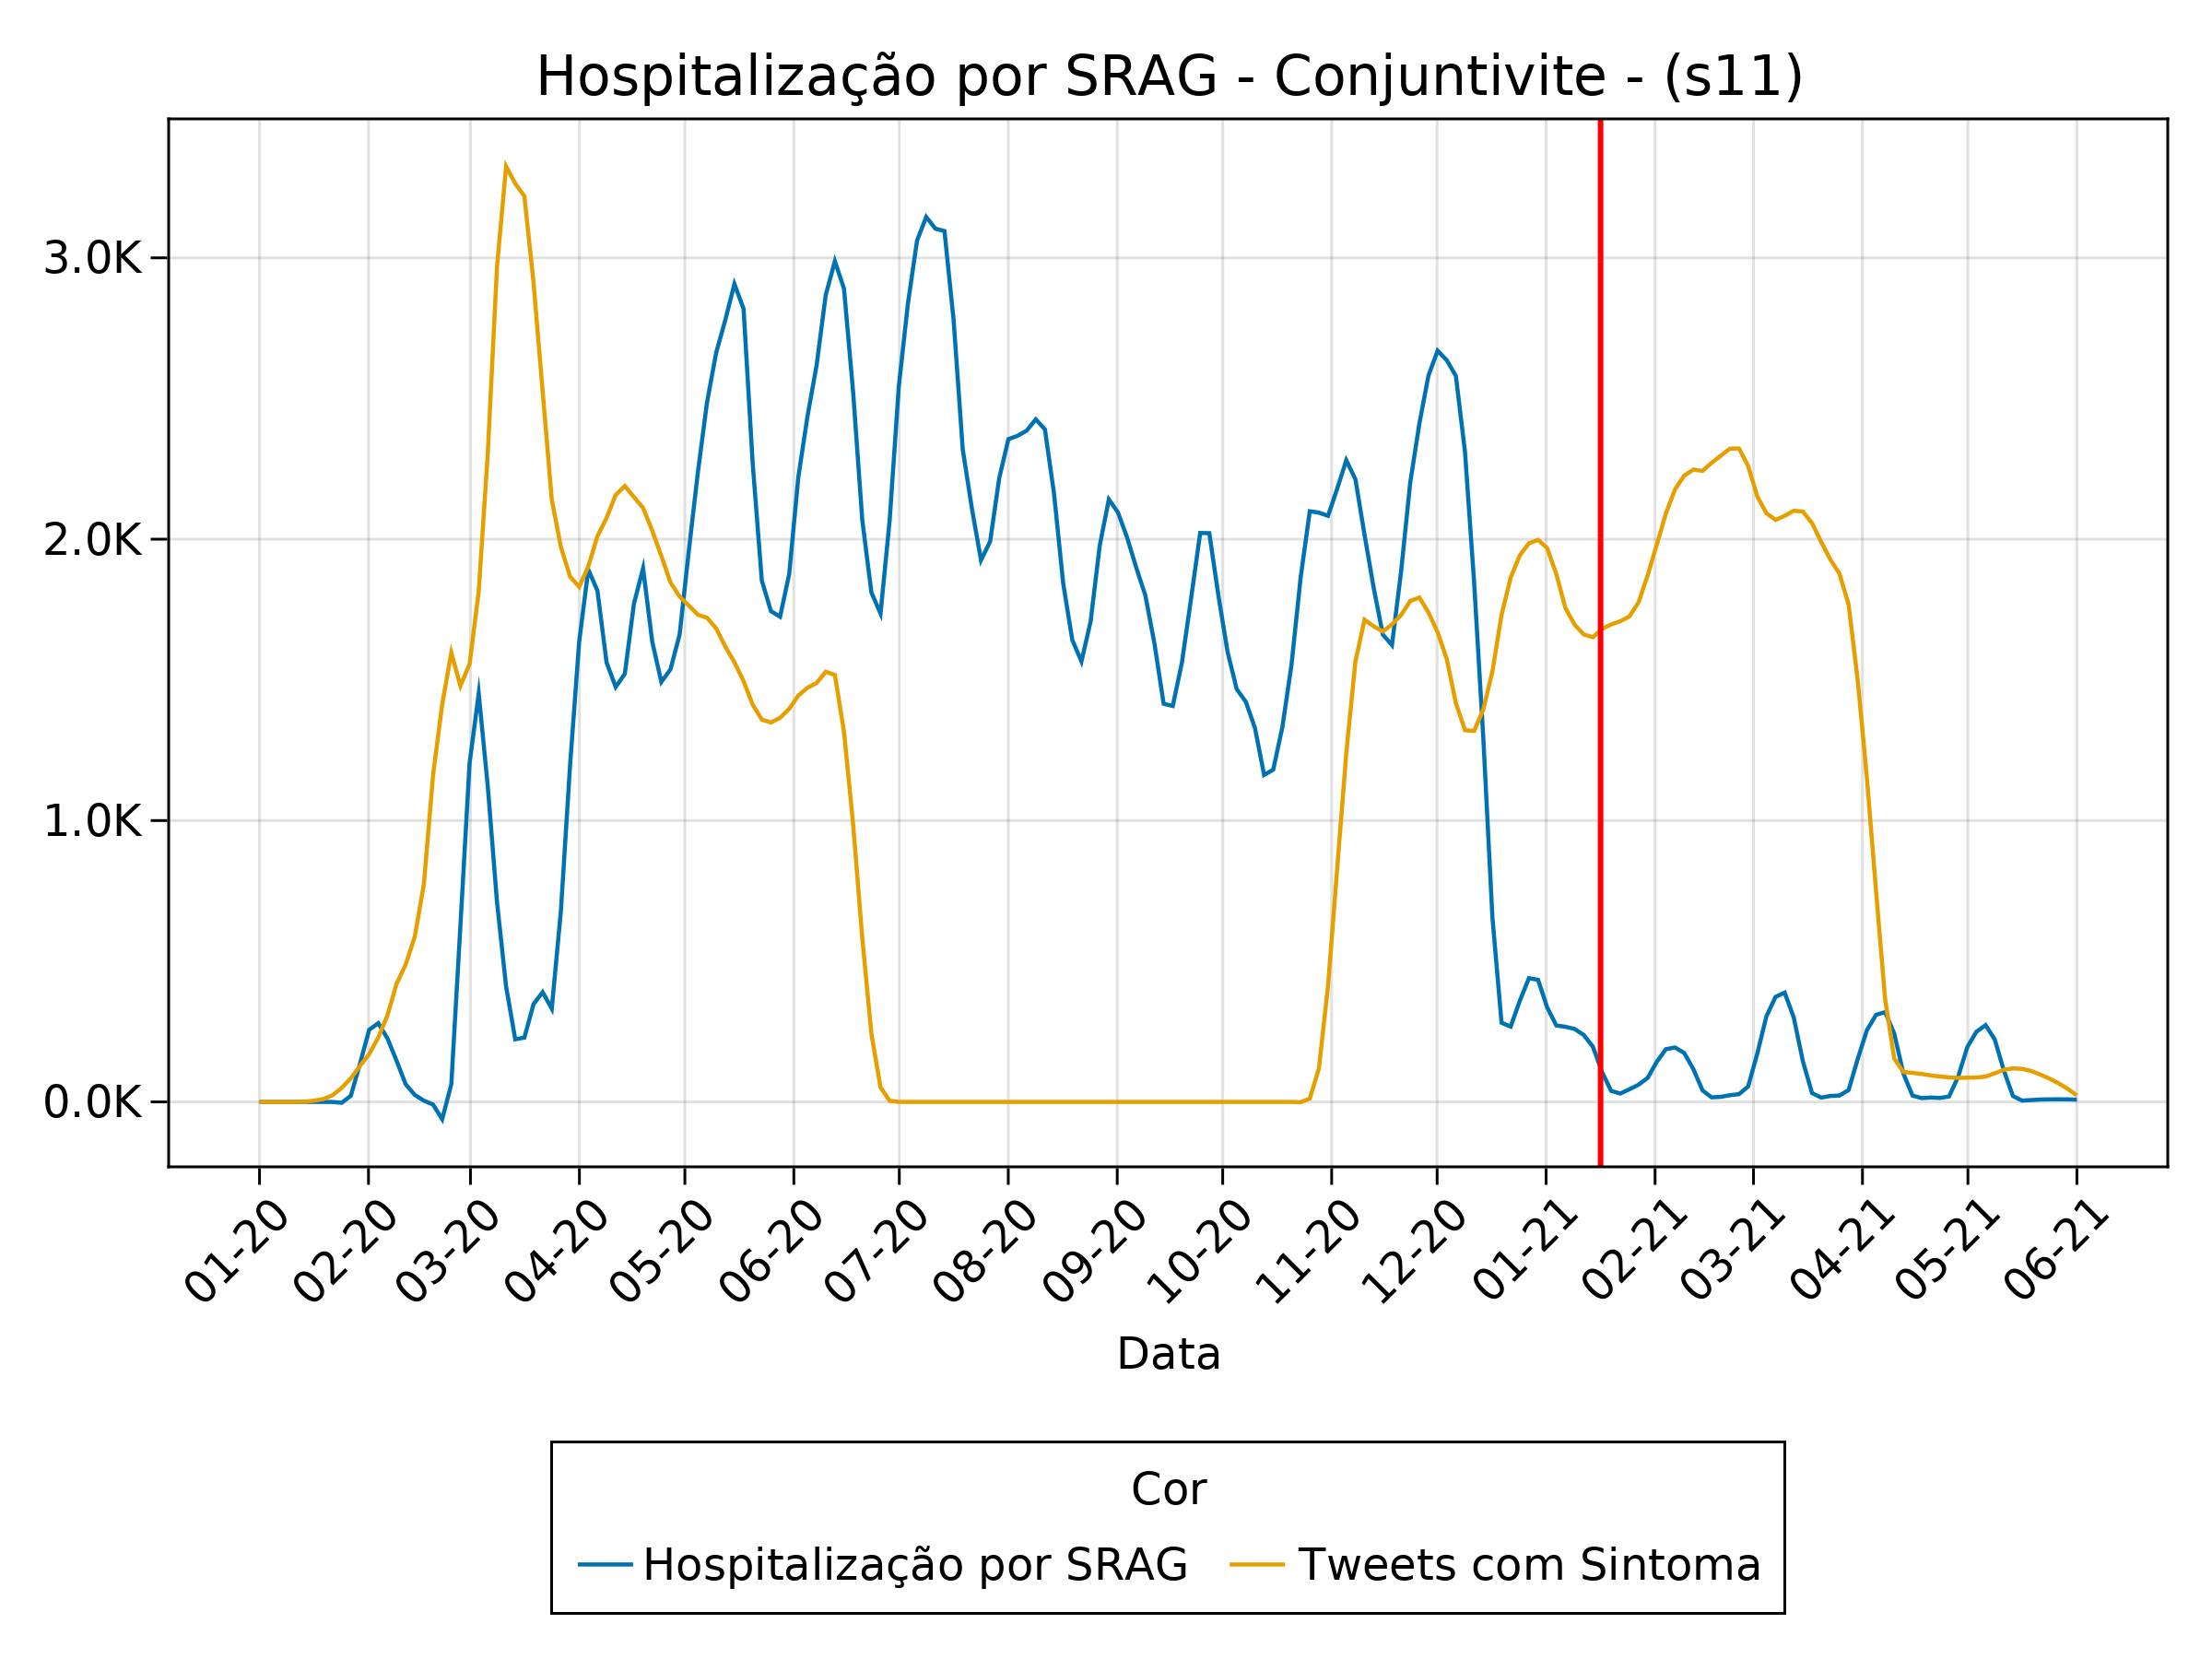 Hospitalização por SRAG - Conjuntivite - (s11)
3.0K
2.0K
1.0K
0.0K
01-20 02-20 03-20 04-20 05-20 06-20 07-20 08-20 09-20 10-20 11-20 12-20 01-21 02-21 03-21 04-21 05-21 06-21
Data
Cor
Hospitalização por SRAG Tweets com Sintoma